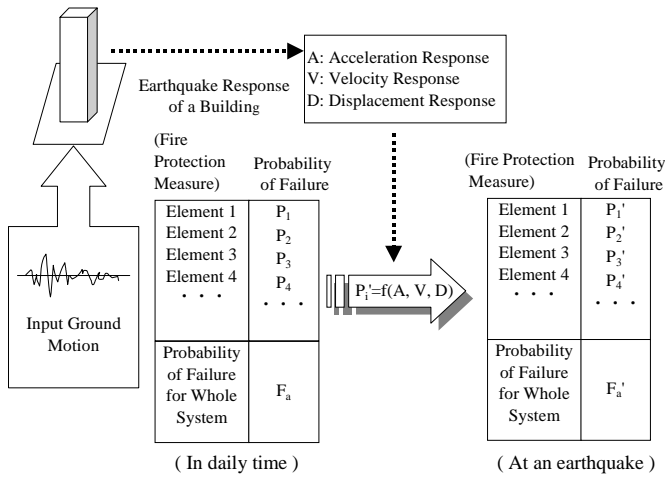 Earthquake Response
of a Building
A: Acceleration Response
V: Velocity Response
D: Displacement Response
Input Ground
Motion
(Fire
Protection
Measure)
Probability
of Failure
Element 1
P₁
Element 2
P₂
Element 3
P₃
Element 4
P₄
· · ·
· · ·
Probability
of Failure
for Whole
System
Fₐ
( In daily time )
Pᵢ'=f(A, V, D)
(Fire Protection
Measure)
Probability
of Failure
Element 1
P₁'
Element 2
P₂'
Element 3
P₃'
Element 4
P₄'
· · ·
· · ·
Probability
of Failure
for Whole
System
Fₐ'
( At an earthquake )